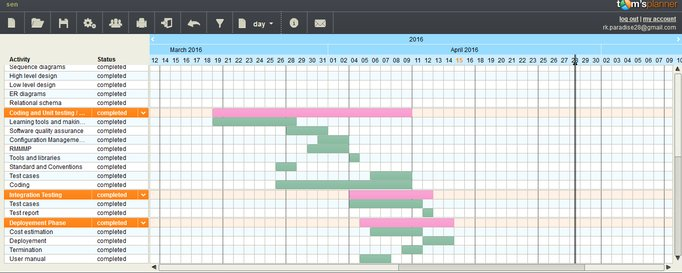 sen
tom'splanner
log out | my account
rk.paradise28@gmail.com
day
2016
March 2016 April 2016
Activity Status
12 13 14 15 16 17 18 19 20 21 22 23 24 25 26 27 28 29 30 31 01 02 03 04 05 06 07 08 09 10 11 12 13 14 15 16 17 18 19 20 21 22 23 24 25 26 27 28 29 30 01 02 03 04 05 06 07 08 09 10
Sequence diagrams completed
High level design completed
Low level design completed
ER diagrams completed
Relational schema completed
Coding and Unit testing / ... completed
Learning tools and makin... completed
Software quality assurance completed
Configuration Manageme... completed
RMMMP completed
Tools and libraries completed
Standard and Conventions completed
Test cases completed
Coding completed
Integration Testing completed
Test cases completed
Test report completed
Deployement Phase completed
Cost estimation completed
Deployement completed
Termination completed
User manual completed